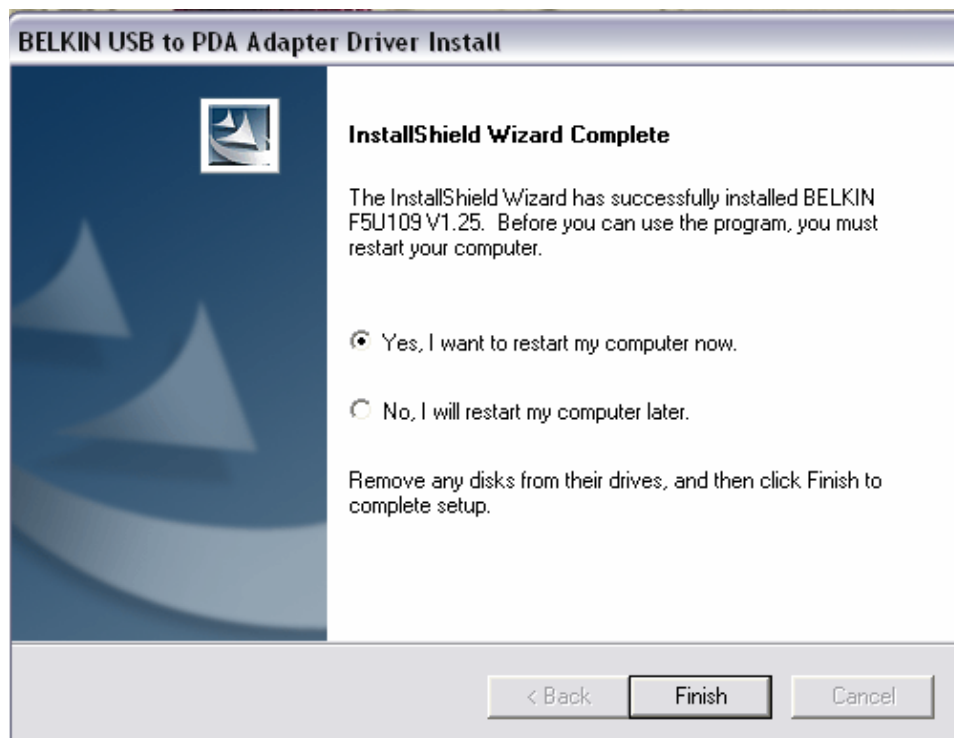 BELKIN USB to PDA Adapter Driver Install
InstallShield Wizard Complete
The InstallShield Wizard has successfully installed BELKIN
F5U109 V1.25.  Before you can use the program, you must
restart your computer.
Yes, I want to restart my computer now.
No, I will restart my computer later.
Remove any disks from their drives, and then click Finish to
complete setup.
< Back Finish Cancel